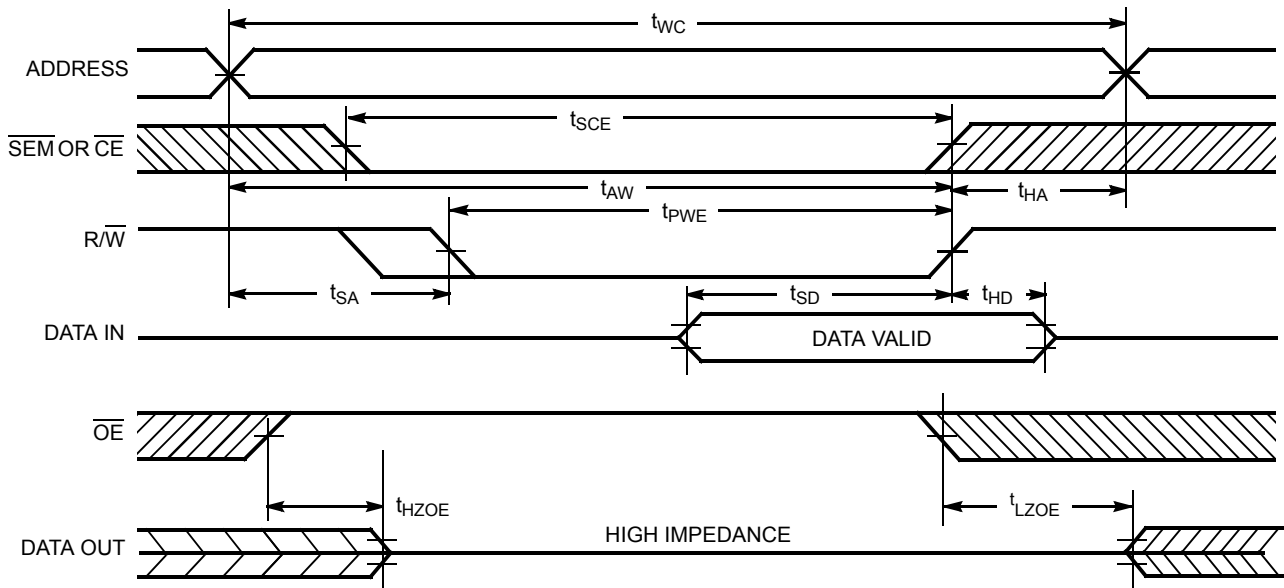 tWC
ADDRESS
tSCE
SEM OR CE
tAW
tHA
tPWE
R/W
tSA
tSD
tHD
DATA IN
DATA VALID
OE
tHZOE
tLZOE
HIGH IMPEDANCE
DATA OUT